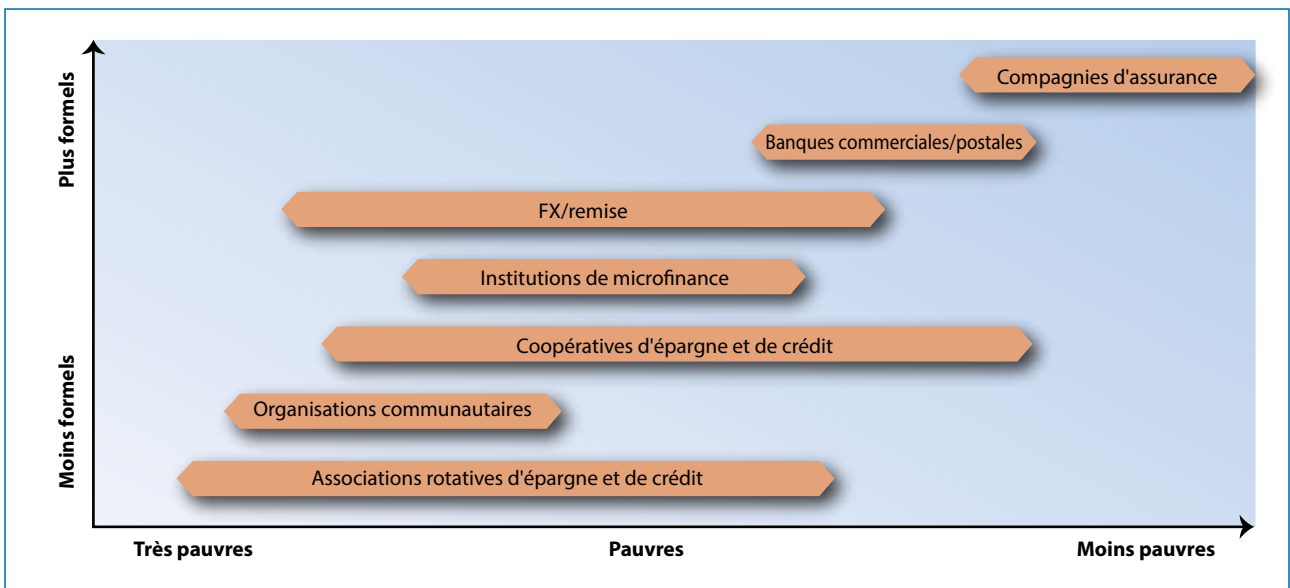 Plus formels
Moins formels
Compagnies d'assurance
Banques commerciales/postales
FX/remise
Institutions de microfinance
Coopératives d'épargne et de crédit
Organisations communautaires
Associations rotatives d'épargne et de crédit
Très pauvres
Pauvres
Moins pauvres